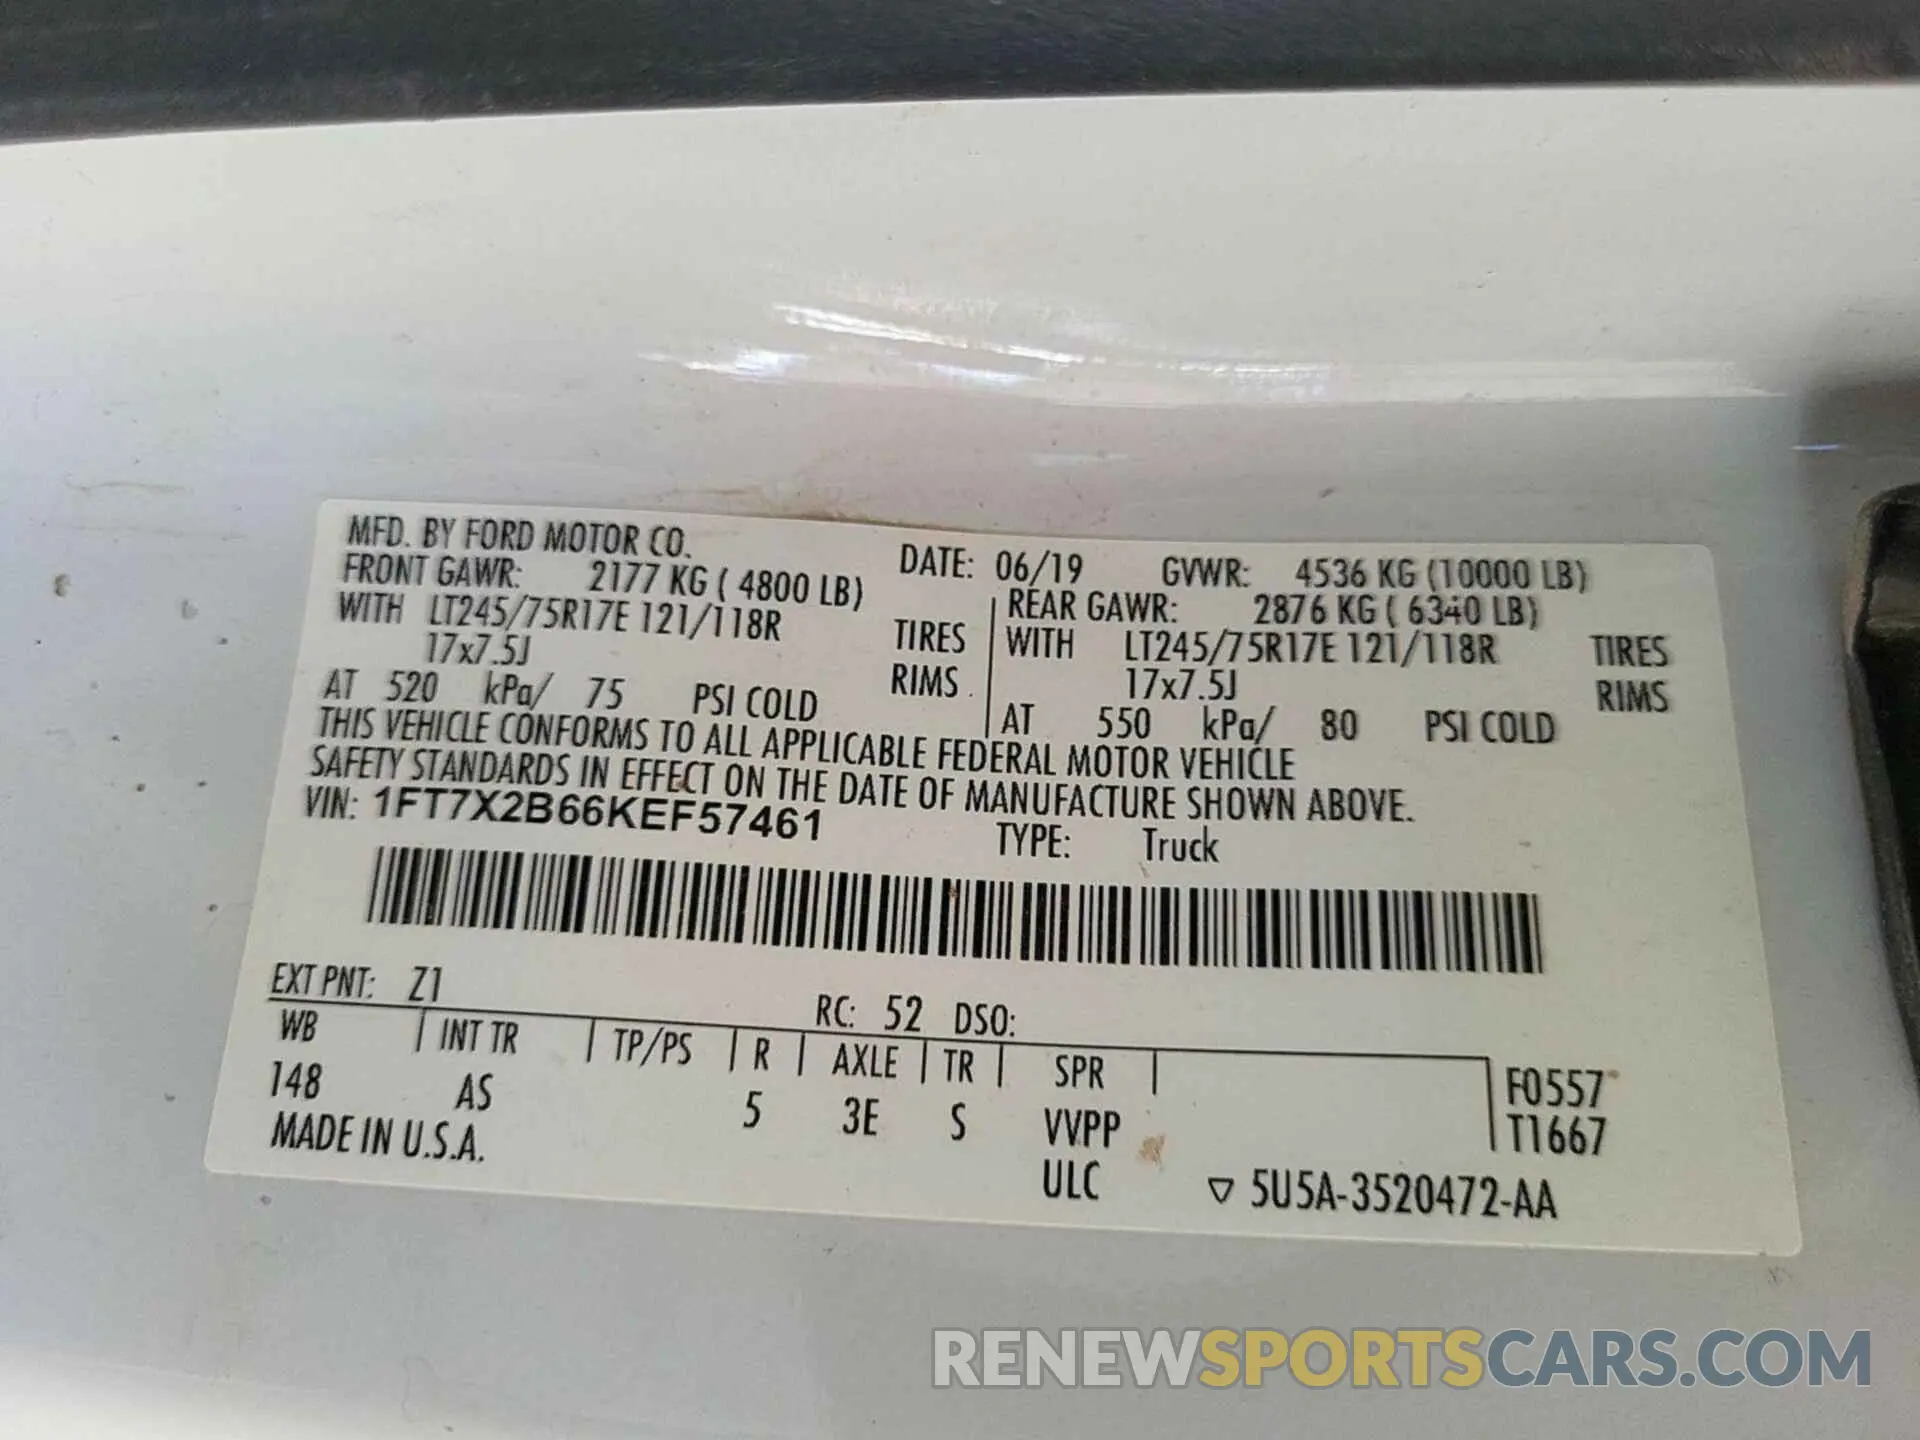 MFD. BY FORD MOTOR CO. DATE: 06/19 GVWR: 4536 KG (10000 LB)
FRONT GAWR: 2177 KG ( 4800 LB) REAR GAWR: 2876 KG ( 6340 LB)
WITH LT245/75R17E 121/118R TIRES WITH LT245/75R17E 121/118R TIRES
17x7.5J RIMS 17x7.5J RIMS
AT 520 kPa/ 75 PSI COLD AT 550 kPa/ 80 PSI COLD
THIS VEHICLE CONFORMS TO ALL APPLICABLE FEDERAL MOTOR VEHICLE
SAFETY STANDARDS IN EFFECT ON THE DATE OF MANUFACTURE SHOWN ABOVE.
VIN: 1FT7X2B66KEF57461 TYPE: Truck
EXT PNT: Z1 RC: 52 DSO:
WB INT TR TP/PS R AXLE TR SPR F0557
148 AS 5 3E S VVPP T1667
MADE IN U.S.A. ULC ▽ 5U5A-3520472-AA
RENEWSPORTSCARS.COM